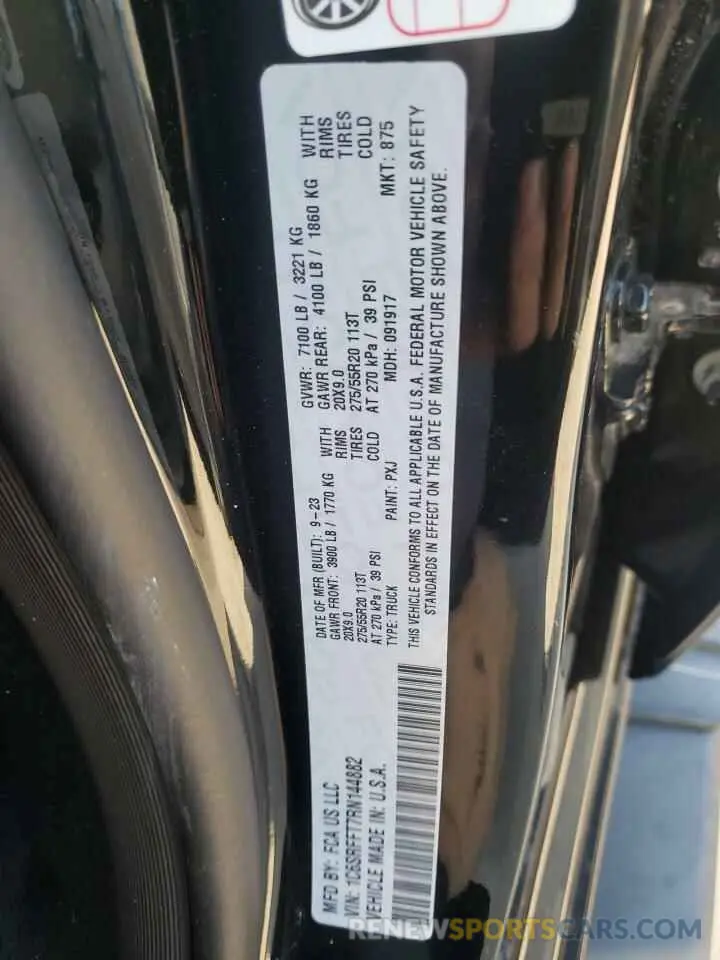 MFD BY: FCA US LLC
DATE OF MFR (BUILT): 9-23
GVWR: 7100 LB / 3221 KG
GAWR FRONT: 3900 LB / 1770 KG WITH
GAWR REAR: 4100 LB / 1860 KG WITH
20X9.0 RIMS
20X9.0 RIMS
275/55R20 113T TIRES
275/55R20 113T TIRES
AT 270 kPa / 39 PSI COLD
AT 270 kPa / 39 PSI COLD
VIN: 1C6SRFFT7RN144882
TYPE: TRUCK
PAINT: PXJ
MDH: 091917
MKT: 875
VEHICLE MADE IN: U.S.A.
THIS VEHICLE CONFORMS TO ALL APPLICABLE U.S.A. FEDERAL MOTOR VEHICLE SAFETY
STANDARDS IN EFFECT ON THE DATE OF MANUFACTURE SHOWN ABOVE.
RENEWSPORTSCARS.COM